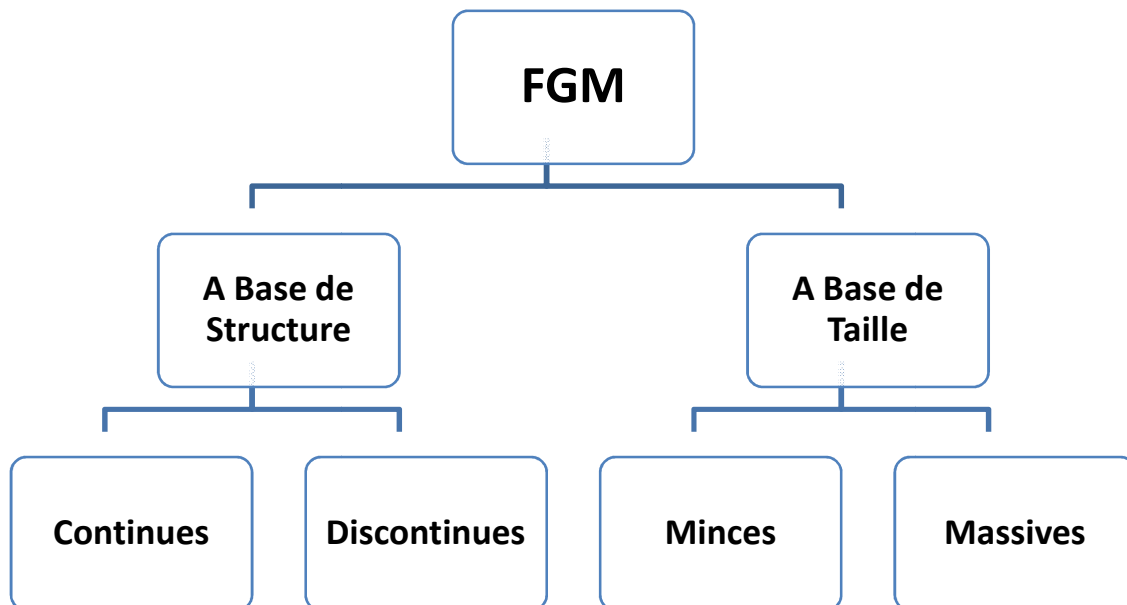 FGM
A Base de
Structure
A Base de
Taille
Continues
Discontinues
Minces
Massives